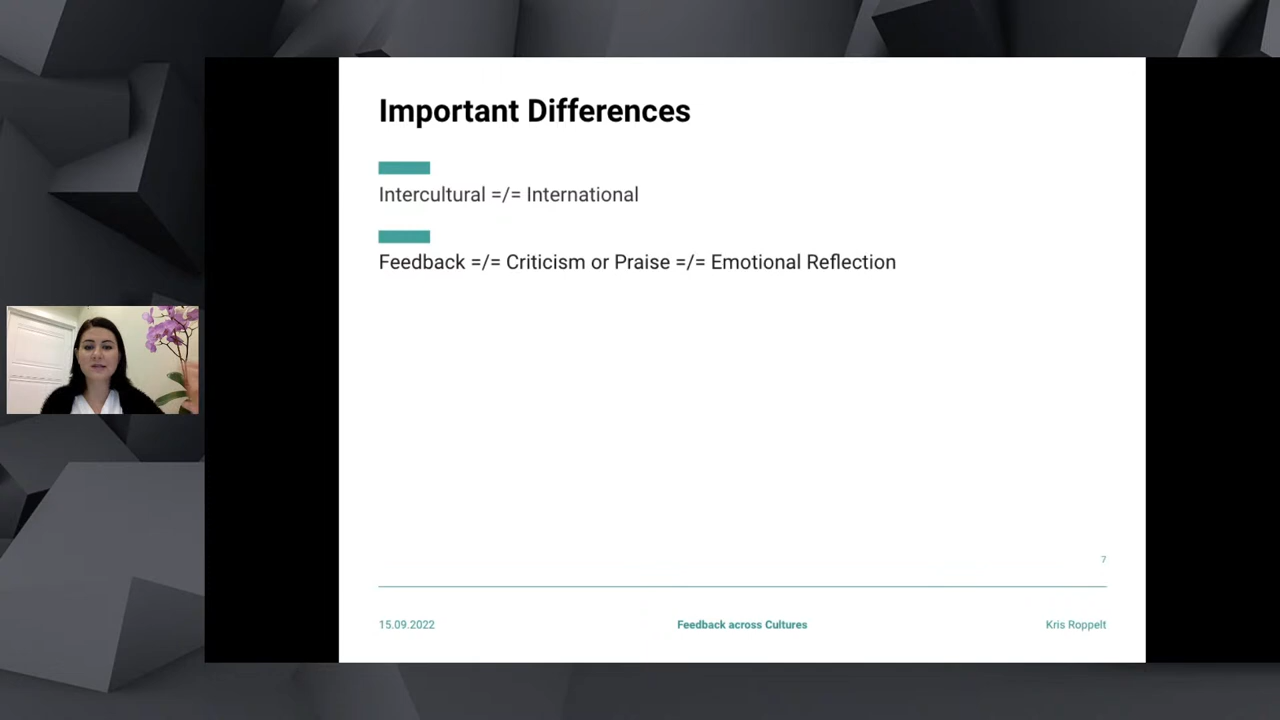 Important Differences
Intercultural =/= International
Feedback =/= Criticism or Praise =/= Emotional Reflection
7
15.09.2022
Feedback across Cultures
Kris Roppelt